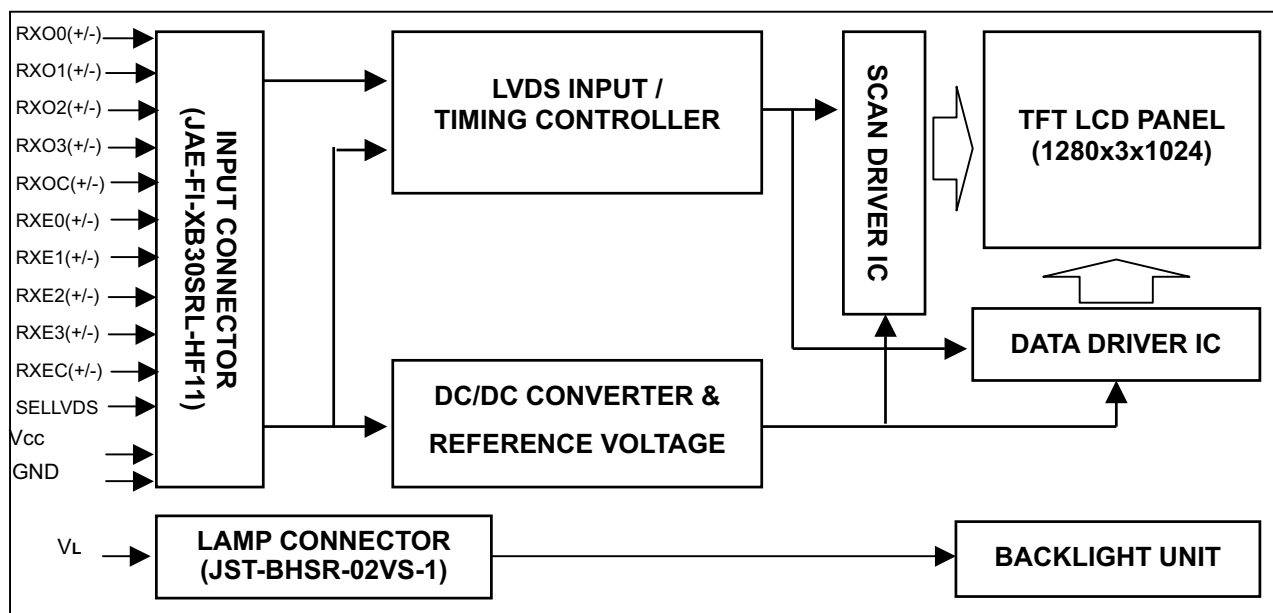 RXO0(+/-)
RXO1(+/-)
RXO2(+/-)
RXO3(+/-)
RXOC(+/-)
RXE0(+/-)
RXE1(+/-)
RXE2(+/-)
RXE3(+/-)
RXEC(+/-)
SELLVDS
Vcc
GND
INPUT CONNECTOR
(JAE-FI-XB30SRL-HF11)
LVDS INPUT /
TIMING CONTROLLER
SCAN DRIVER IC
TFT LCD PANEL
(1280x3x1024)
DATA DRIVER IC
DC/DC CONVERTER &
REFERENCE VOLTAGE
VL
LAMP CONNECTOR
(JST-BHSR-02VS-1)
BACKLIGHT UNIT